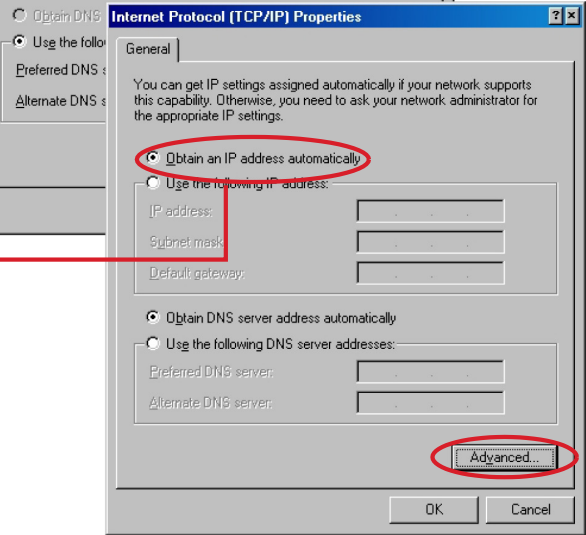 Obtain DNS
Use the follo
Preferred DNS s
Alternate DNS s
Internet Protocol (TCP/IP) Properties
General
You can get IP settings assigned automatically if your network supports
this capability. Otherwise, you need to ask your network administrator for
the appropriate IP settings.
Obtain an IP address automatically
Use the following IP address:
IP address:
Subnet mask
Default gateway:
Obtain DNS server address automatically
Use the following DNS server addresses:
Preferred DNS server:
Alternate DNS server:
Advanced...
OK
Cancel